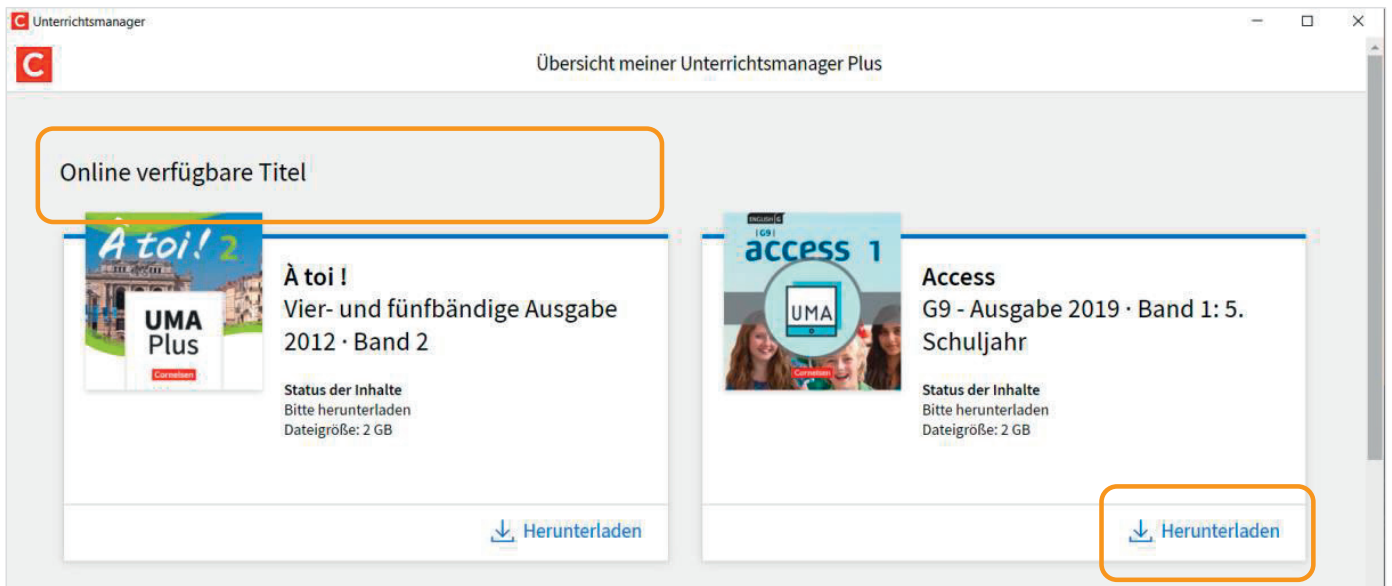 C Unterrichtsmanager
C
Übersicht meiner Unterrichtsmanager Plus
Online verfügbare Titel
À toi! 2
UMA
Plus
Cornelsen
À toi !
Vier- und fünfbändige Ausgabe
2012 · Band 2
Status der Inhalte
Bitte herunterladen
Dateigröße: 2 GB
Herunterladen
ENGLISH G
|G9|
access 1
UMA
Cornelsen
Access
G9 - Ausgabe 2019 · Band 1: 5.
Schuljahr
Status der Inhalte
Bitte herunterladen
Dateigröße: 2 GB
Herunterladen